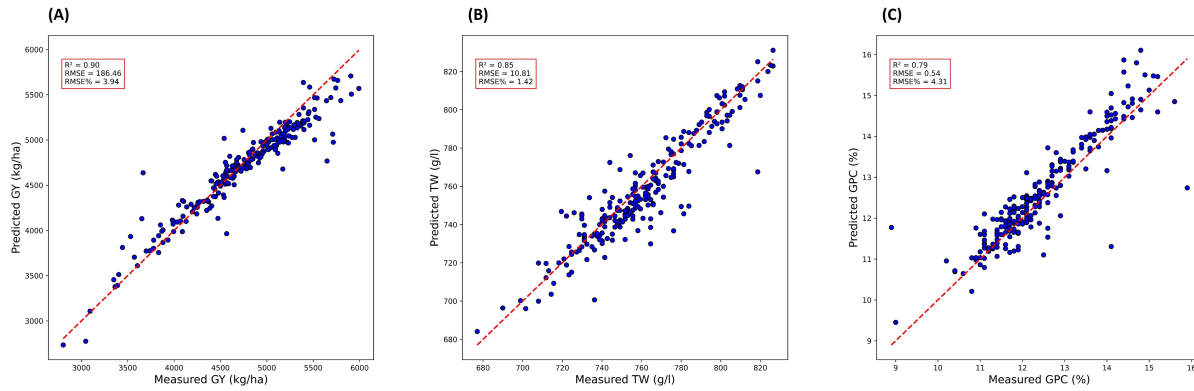 (A)
R² = 0.90
RMSE = 186.46
RMSE% = 3.94
6000
5500
5000
4500
4000
3500
3000
Predicted GY (kg/ha)
3000 3500 4000 4500 5000 5500 6000
Measured GY (kg/ha)
(B)
R² = 0.85
RMSE = 10.81
RMSE% = 1.42
820
800
780
760
740
720
700
680
Predicted TW (g/l)
680 700 720 740 760 780 800 820
Measured TW (g/l)
(C)
R² = 0.79
RMSE = 0.54
RMSE% = 4.31
16
15
14
13
12
11
10
9
Predicted GPC (%)
9 10 11 12 13 14 15 16
Measured GPC (%)